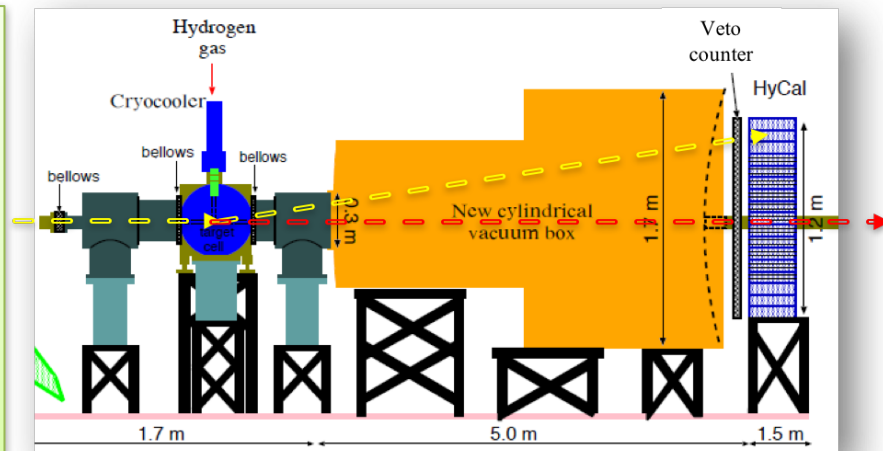 Hydrogen
gas
Veto
counter
HyCal
Cryocooler
bellows
bellows
bellows
target
cell
0.3 m
New cylindrical
vacuum box
1.7 m
1.2 m
1.7 m
5.0 m
1.5 m